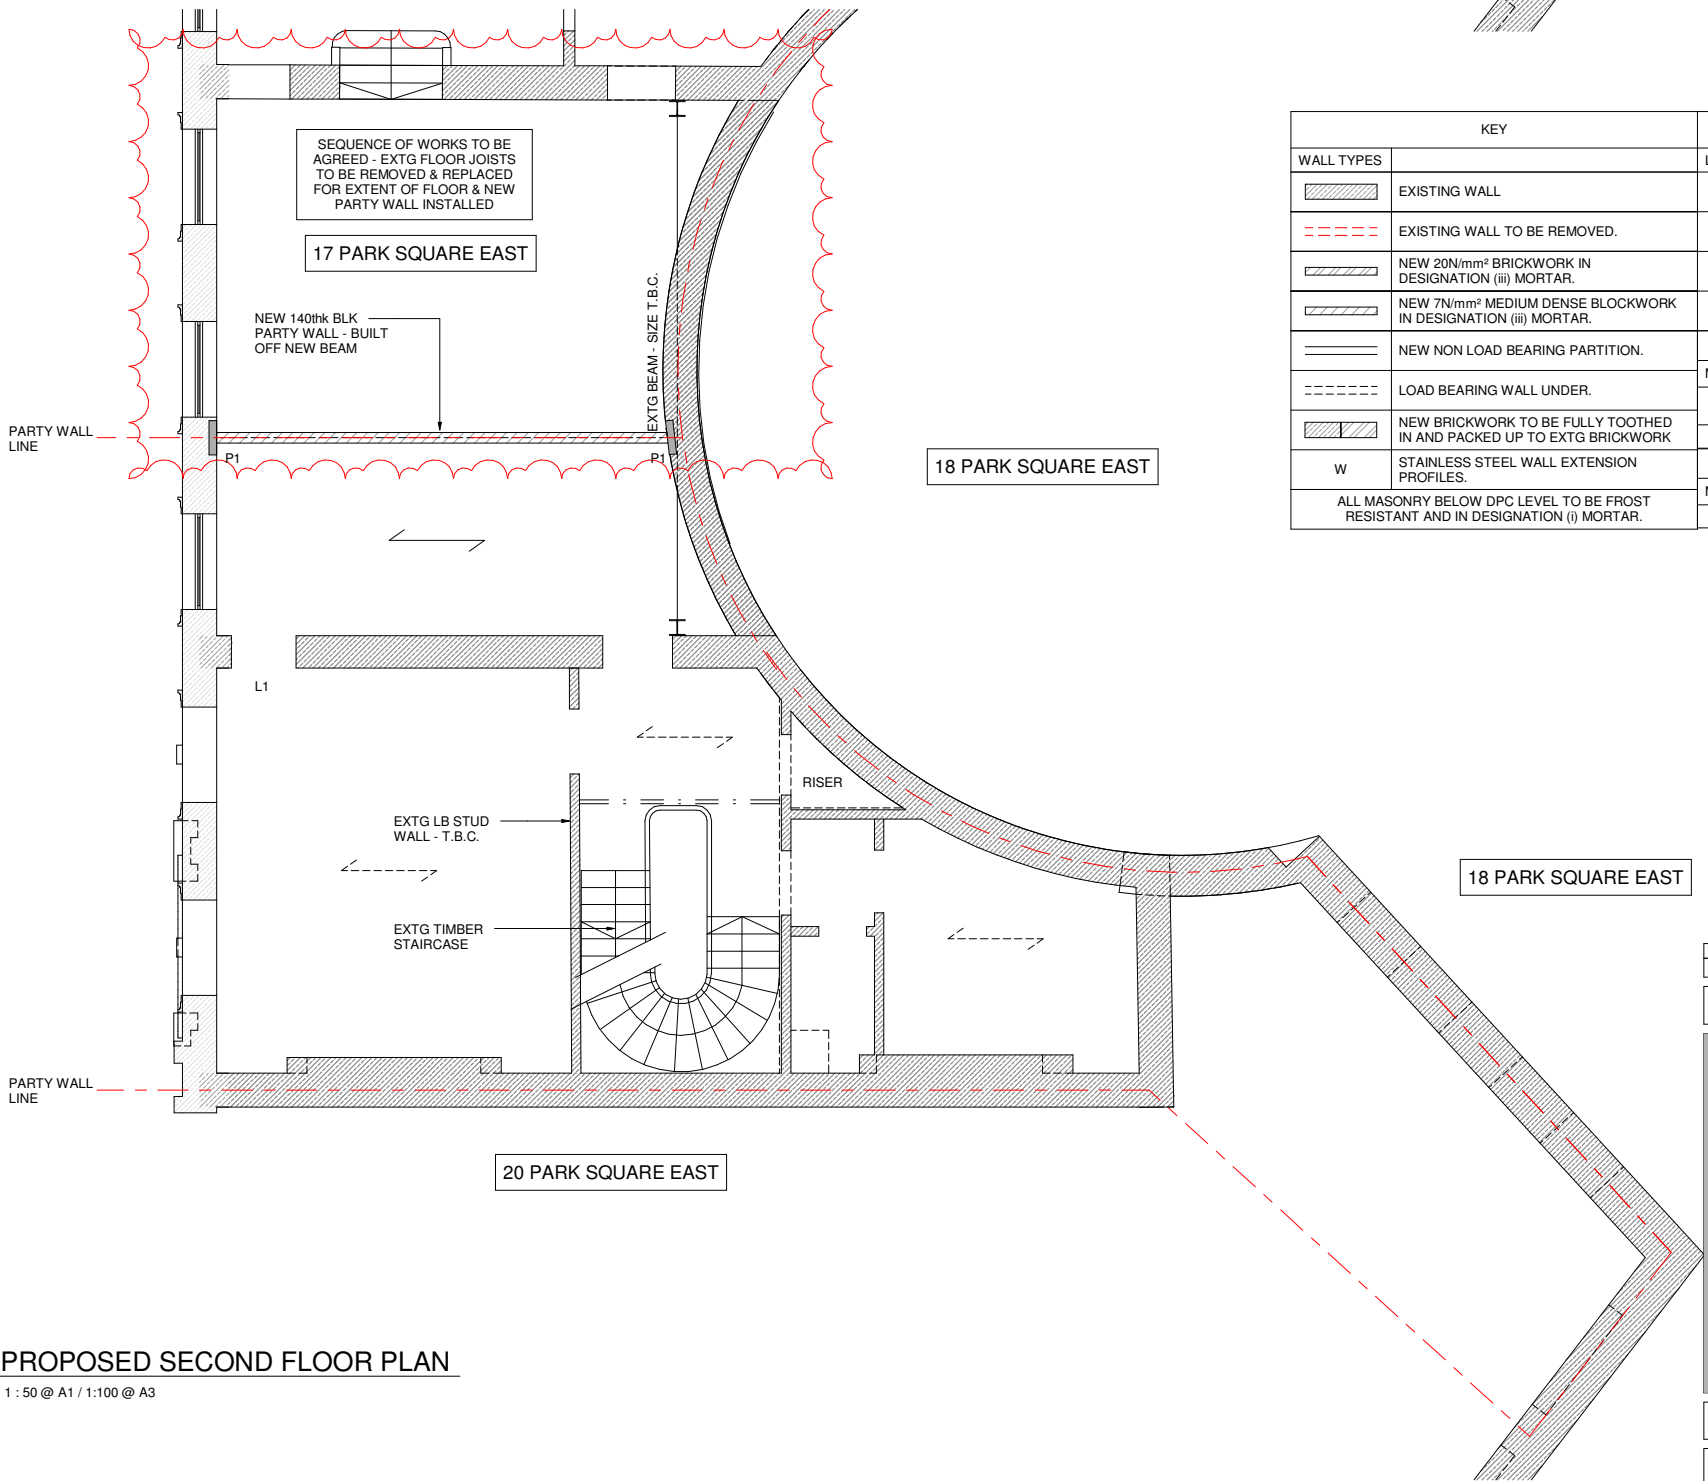 SEQUENCE OF WORKS TO BE
AGREED - EXTG FLOOR JOISTS
TO BE REMOVED & REPLACED
FOR EXTENT OF FLOOR & NEW
PARTY WALL INSTALLED
17 PARK SQUARE EAST
NEW 140thk BLK
PARTY WALL - BUILT
OFF NEW BEAM
EXTG BEAM - SIZE T.B.C.
PARTY WALL
LINE
P1
P1
18 PARK SQUARE EAST
L1
RISER
EXTG LB STUD
WALL - T.B.C.
EXTG TIMBER
STAIRCASE
18 PARK SQUARE EAST
PARTY WALL
LINE
20 PARK SQUARE EAST
PROPOSED SECOND FLOOR PLAN
1 : 50 @ A1 / 1:100 @ A3
KEY
WALL TYPES
EXISTING WALL
EXISTING WALL TO BE REMOVED.
NEW 20N/mm² BRICKWORK IN
DESIGNATION (iii) MORTAR.
NEW 7N/mm² MEDIUM DENSE BLOCKWORK
IN DESIGNATION (iii) MORTAR.
NEW NON LOAD BEARING PARTITION.
LOAD BEARING WALL UNDER.
NEW BRICKWORK TO BE FULLY TOOTHED
IN AND PACKED UP TO EXTG BRICKWORK
W
STAINLESS STEEL WALL EXTENSION
PROFILES.
ALL MASONRY BELOW DPC LEVEL TO BE FROST
RESISTANT AND IN DESIGNATION (i) MORTAR.